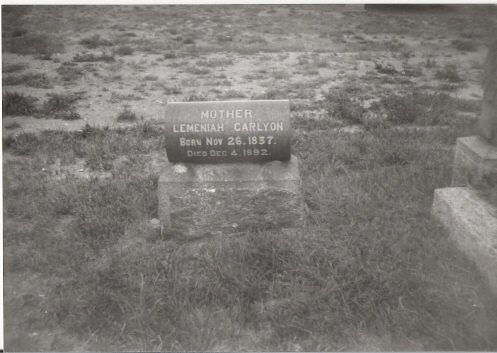 MOTHER
LEMENIAH CARLYON
BORN NOV 26. 1857.
DIED DEC 4. 1892.